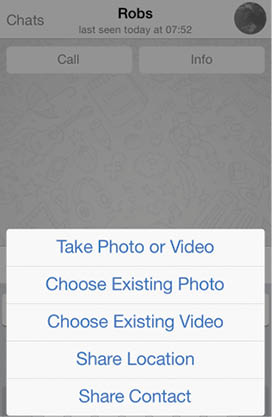 Chats
Robs
last seen today at 07:52
Call
Info
Take Photo or Video
Choose Existing Photo
Choose Existing Video
Share Location
Share Contact